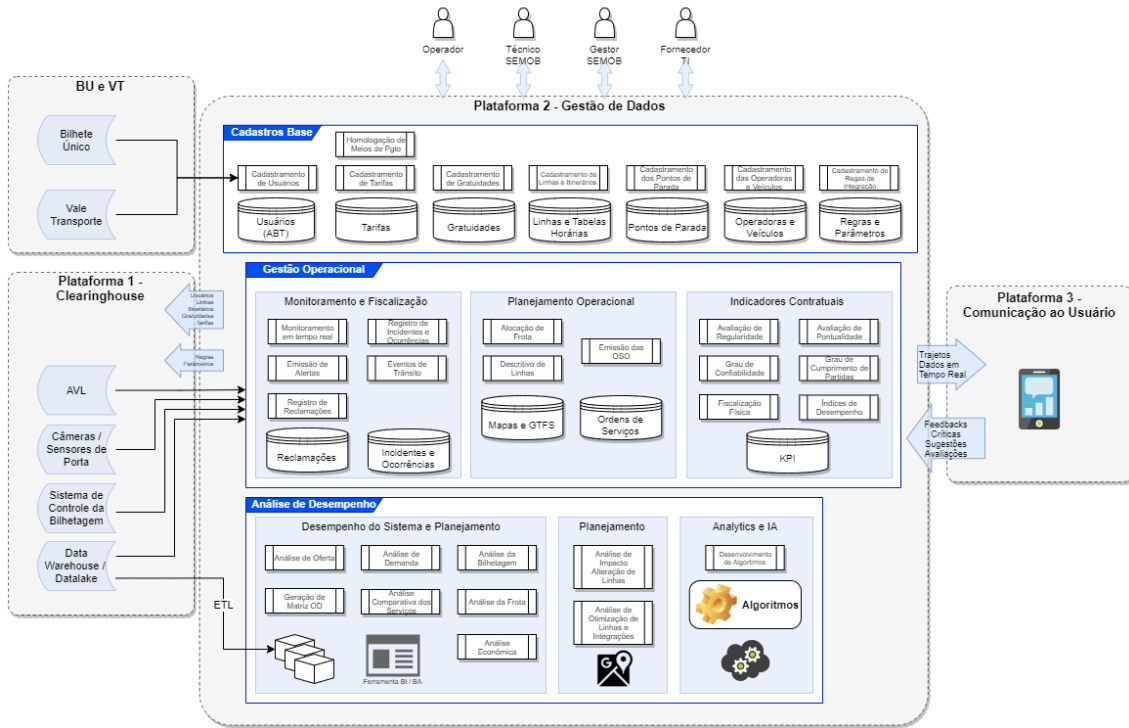 Operador
Técnico
SEMOB
Gestor
SEMOB
Fornecedor
TI
BU e VT
Bilhete
Único
Vale
Transporte
Plataforma 2 - Gestão de Dados
Cadastros Base
Homologação de
Meios de Pgto
Cadastramento
de Usuários
Cadastramento
de Tarifas
Cadastramento
de Gratuidades
Cadastramento de
Linhas e Itinerários
Cadastramento
dos Pontos de
Parada
Cadastramento
das Operadoras
e Veículos
Cadastramento de
Regas de
Integração
Usuários
(ABT)
Tarifas
Gratuidades
Linhas e Tabelas
Horárias
Pontos de Parada
Operadoras e
Veículos
Regras e
Parâmetros
Plataforma 1 -
Clearinghouse
Usuários
Linhas
Itinerários
Gratuidades
Tarifas
Regras
Parâmetros
AVL
Câmeras /
Sensores de
Porta
Sistema de
Controle da
Bilhetagem
Data
Warehouse /
Datalake
ETL
Gestão Operacional
Monitoramento e Fiscalização
Monitoramento
em tempo real
Registro de
Incidentes e
Ocorrências
Emissão de
Alertas
Eventos de
Trânsito
Registro de
Reclamações
Reclamações
Incidentes e
Ocorrências
Planejamento Operacional
Alocação de
Frota
Emissão das
OSO
Descritivo de
Linhas
Mapas e GTFS
Ordens de
Serviços
Indicadores Contratuais
Avaliação de
Regularidade
Avaliação de
Pontualidade
Grau de
Confiabilidade
Grau de
Cumprimento de
Partidas
Fiscalização
Física
Índices de
Desempenho
KPI
Trajetos
Dados em
Tempo Real
Feedbacks
Críticas
Sugestões
Avaliações
Plataforma 3 -
Comunicação ao Usuário
Análise de Desempenho
Desempenho do Sistema e Planejamento
Análise de Oferta
Análise de
Demanda
Análise da
Bilhetagem
Geração de
Matriz OD
Análise
Comparativa dos
Serviços
Análise da Frota
Análise
Econômica
Ferramenta BI / BA
Planejamento
Análise de
Impacto
Alteração de
Linhas
Análise de
Otimização de
Linhas e
Integrações
G
Analytics e IA
Desenvolvimento
de Algortimos
Algoritmos